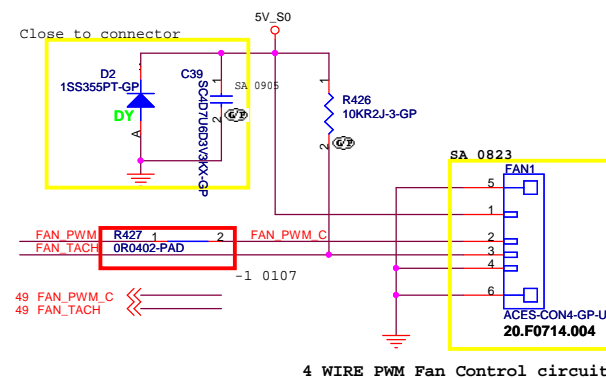 5V_S0
Close to connector
D2
1SS355PT-GP
DY
A
C39
SC4D7U6D3V3KX-GP
1
2
SA 0905
1
R426
10KR2J-3-GP
2
SA 0823
FAN1
5
1
2
3
4
6
ACES-CON4-GP-U
20.F0714.004
FAN_PWM
R427
1
2
FAN_PWM_C
FAN_TACH
0R0402-PAD
-1 0107
49 FAN_PWM_C
49 FAN_TACH
4 WIRE PWM Fan Control circuit